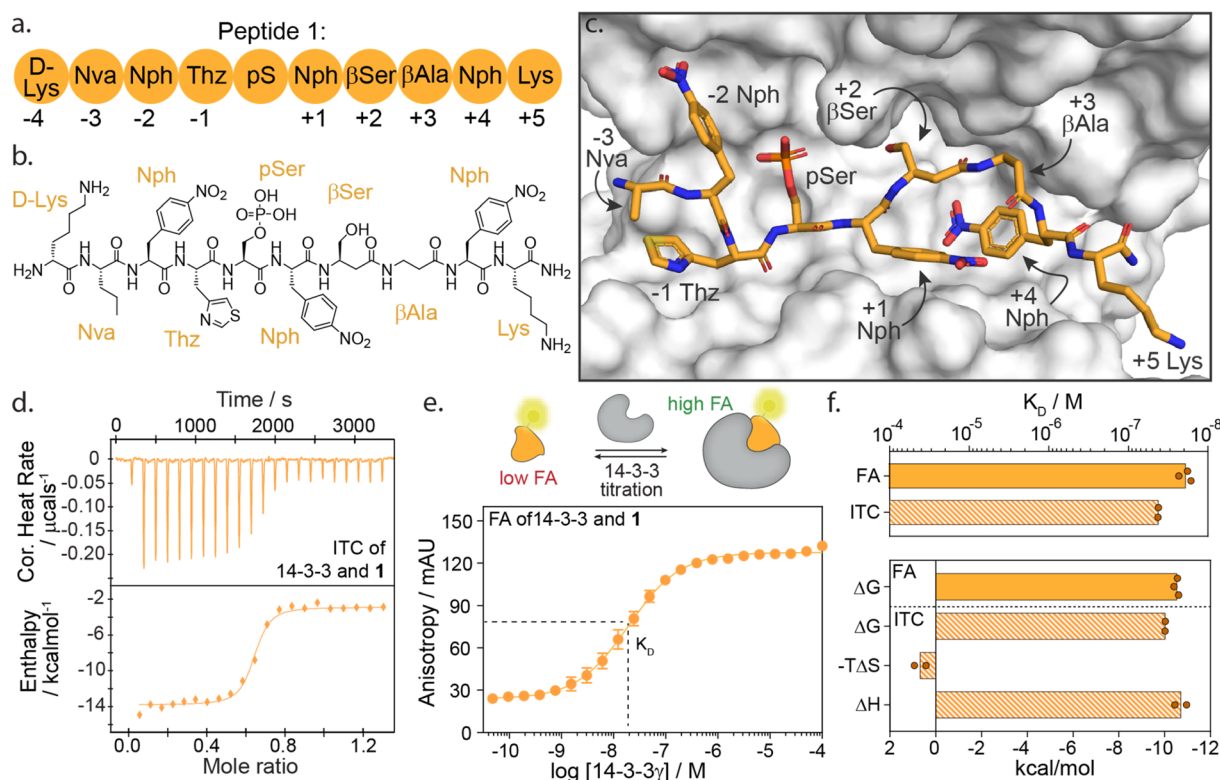 a.
Peptide 1:
D-Lys Nva Nph Thz pS Nph βSer βAla Nph Lys
-4 -3 -2 -1 +1 +2 +3 +4 +5
b.
D-Lys NH2 Nph NO2 pSer βSer Nph NO2
O
O=P-OH
OH
O OH
H2N O N H O N H O N H O N H O N H O N H O N H O N H O NH2
N S
Nva Thz Nph NO2 βAla Lys NH2
c.
-2 Nph
+2
βSer
+3
βAla
-3
Nva
pSer
-1 Thz
+1
Nph
+4
Nph
+5 Lys
d.
Time / s
0 1000 2000 3000
Cor. Heat Rate
/ μcals-1
0
-0.05
-0.10
-0.15
-0.20
ITC of
14-3-3 and 1
Enthalpy
/ kcalmol-1
-2
-6
-10
-14
0.0 0.4 0.8 1.2
Mole ratio
e.
high FA
low FA
14-3-3
titration
FA of14-3-3 and 1
Anisotropy / mAU
150
120
90
60
30
0
KD
-10 -9 -8 -7 -6 -5 -4
log [14-3-3γ] / M
f.
KD / M
10-4 10-5 10-6 10-7 10-8
FA
ITC
FA
ΔG
ITC
ΔG
-TΔS
ΔH
2 0 -2 -4 -6 -8 -10 -12
kcal/mol